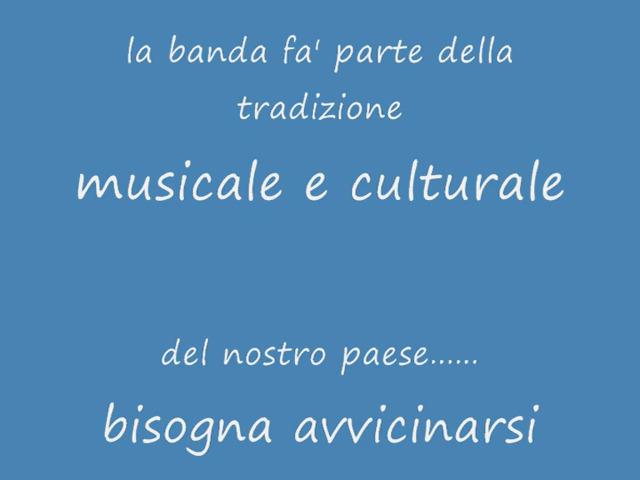 la banda fa' parte della
tradizione
musicale e culturale
del nostro paese......
bisogna avvicinarsi